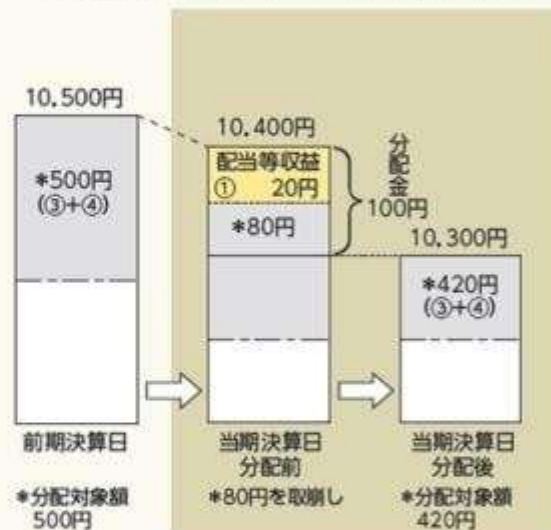 10,500円
*500円
(③+④)
前期決算日
*分配対象額
500円
10,400円
配当等収益
① 20円
*80円
分配金
100円
当期決算日
分配前
*80円を取崩し
10,300円
*420円
(③+④)
当期決算日
分配後
*分配対象額
420円